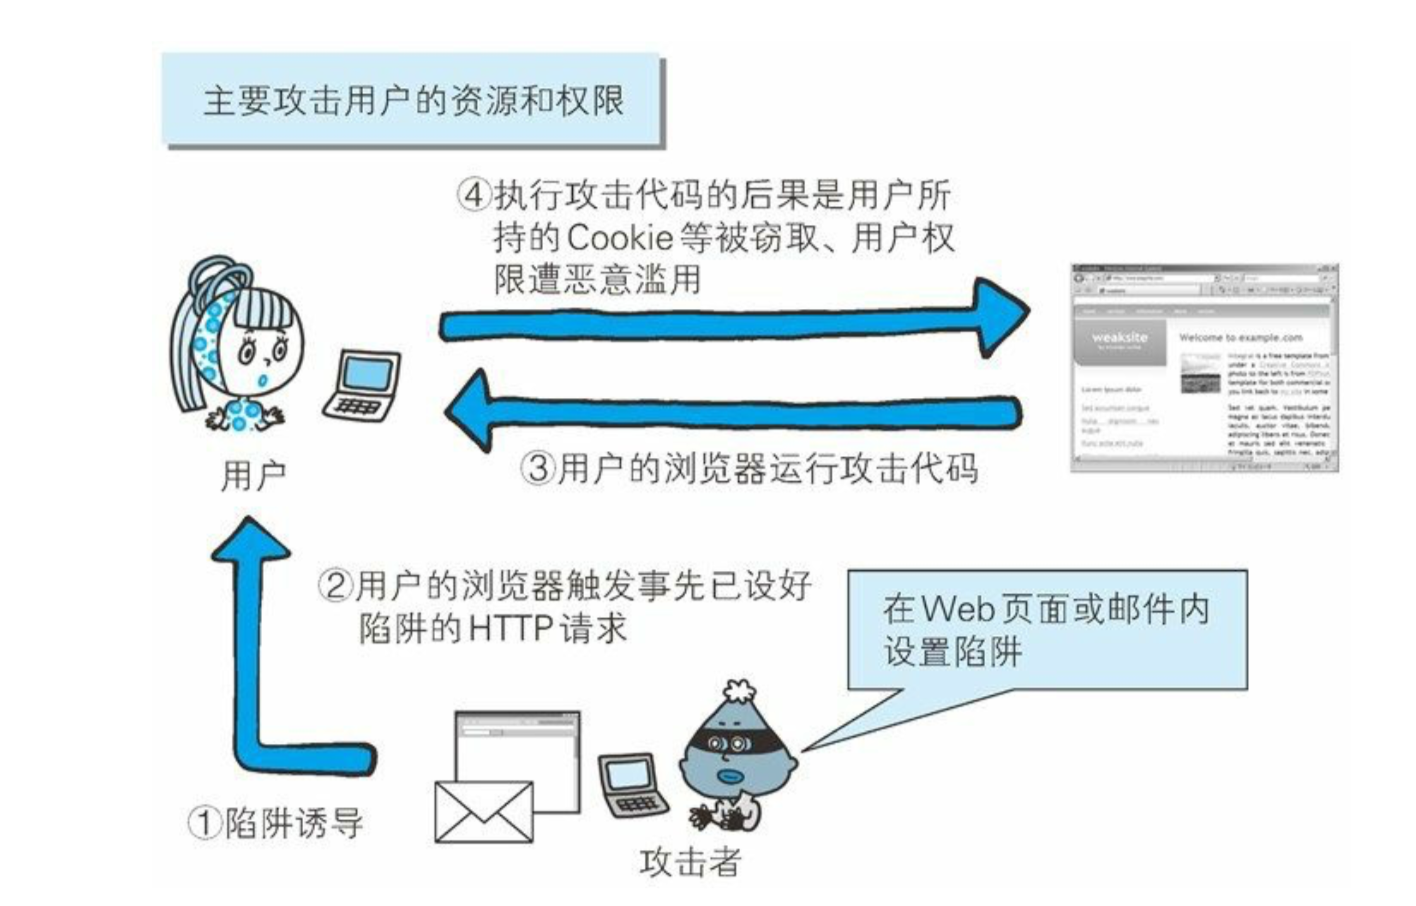 主要攻击用户的资源和权限
④执行攻击代码的后果是用户所
持的Cookie等被窃取、用户权
限遭恶意滥用
weaksite
Welcome to example.com
③用户的浏览器运行攻击代码
用户
②用户的浏览器触发事先已设好
陷阱的HTTP请求
在Web页面或邮件内
设置陷阱
①陷阱诱导
攻击者